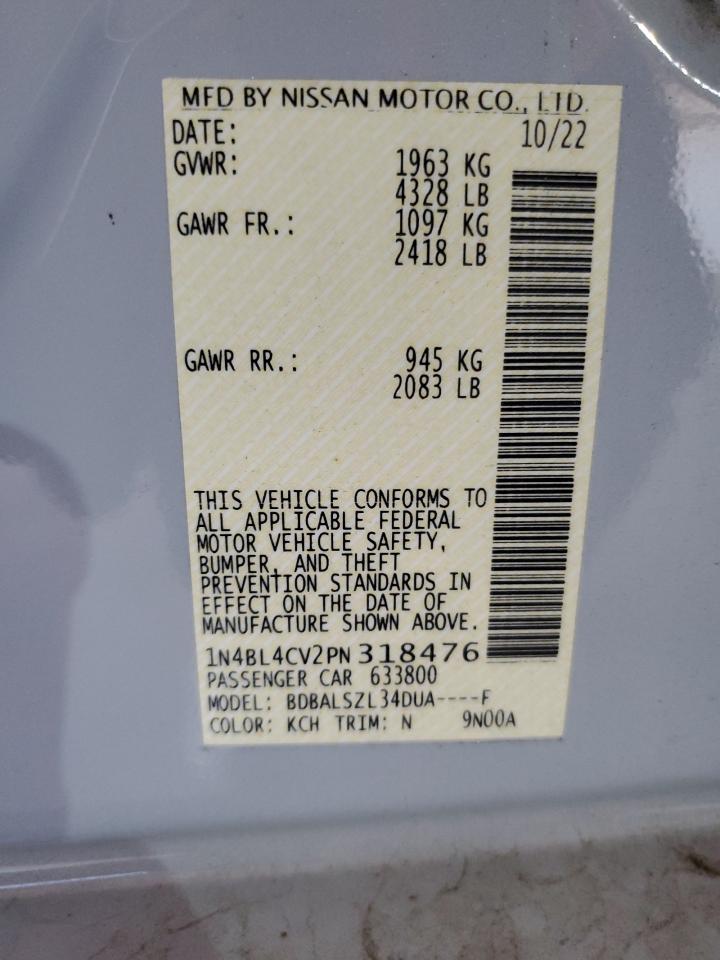 MFD BY NISSAN MOTOR CO., LTD.
DATE: 10/22
GVWR: 1963 KG
4328 LB
GAWR FR.: 1097 KG
2418 LB
GAWR RR.: 945 KG
2083 LB
THIS VEHICLE CONFORMS TO
ALL APPLICABLE FEDERAL
MOTOR VEHICLE SAFETY,
BUMPER, AND THEFT
PREVENTION STANDARDS IN
EFFECT ON THE DATE OF
MANUFACTURE SHOWN ABOVE.
1N4BL4CV2PN318476
PASSENGER CAR 633800
MODEL: BDBALSZL34DUA----F
COLOR: KCH TRIM: N 9N00A